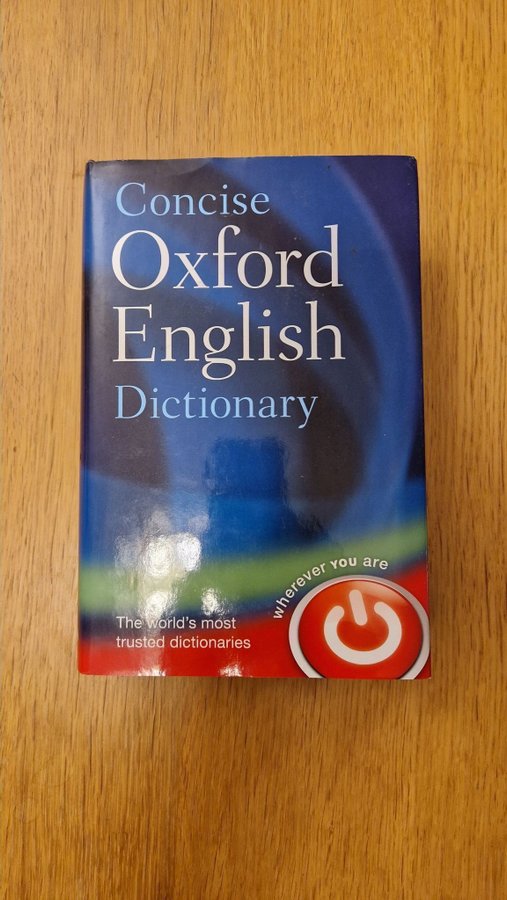 Concise
Oxford
English
Dictionary
wherever YOU are
The world's most
trusted dictionaries